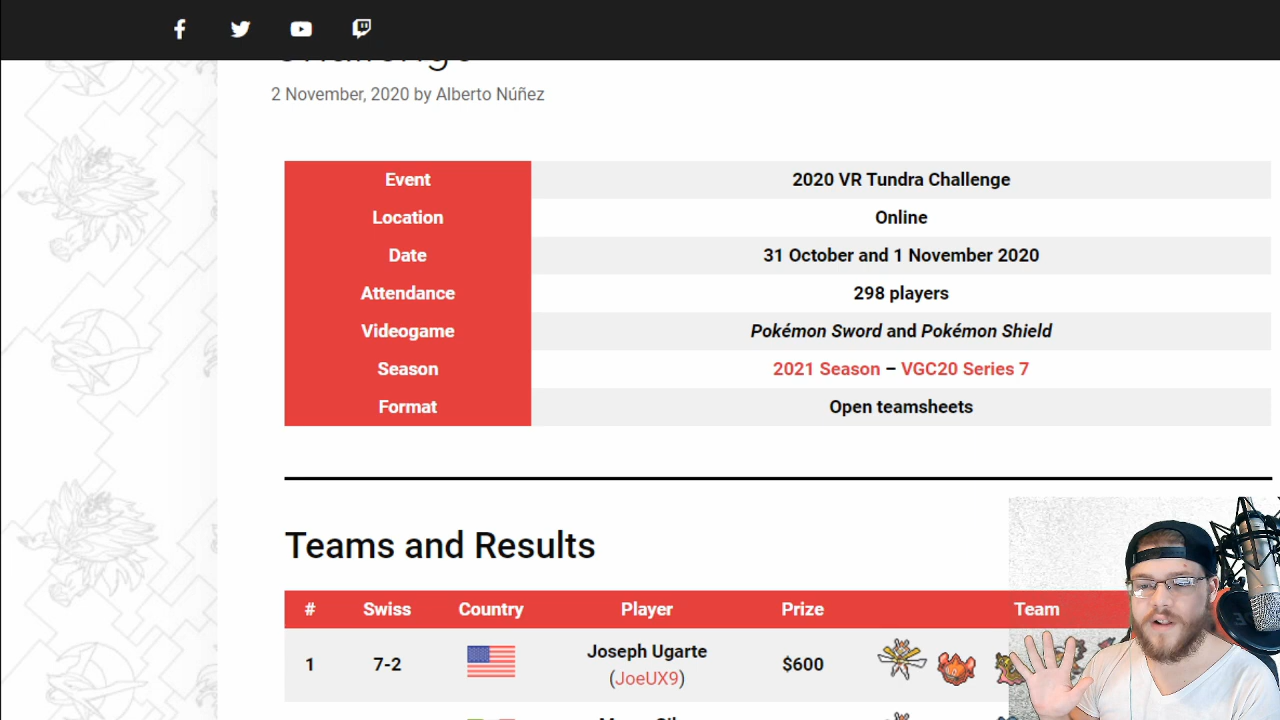 2 November, 2020 by Alberto Núñez
Event 2020 VR Tundra Challenge
Location Online
Date 31 October and 1 November 2020
Attendance 298 players
Videogame Pokémon Sword and Pokémon Shield
Season 2021 Season – VGC20 Series 7
Format Open teamsheets
Teams and Results
# Swiss Country Player Prize Team
1 7-2 Joseph Ugarte $600
(JoeUX9)